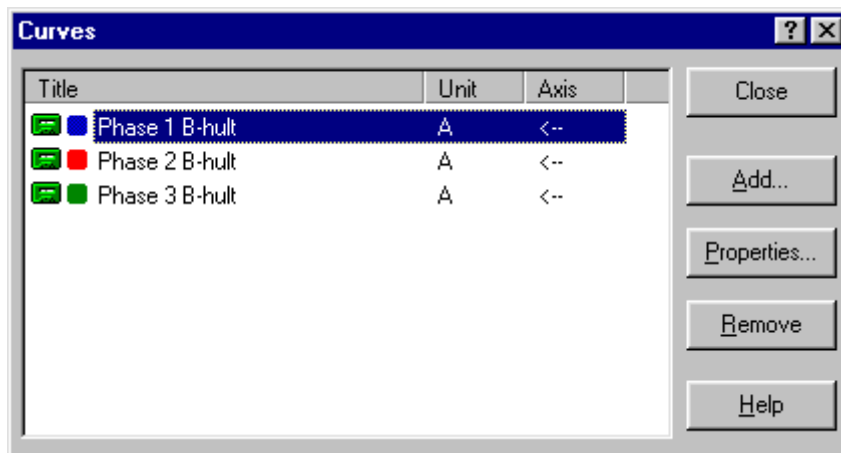 Curves
Title Unit Axis
Phase 1 B-hult A <--
Phase 2 B-hult A <--
Phase 3 B-hult A <--
Close
Add...
Properties...
Remove
Help